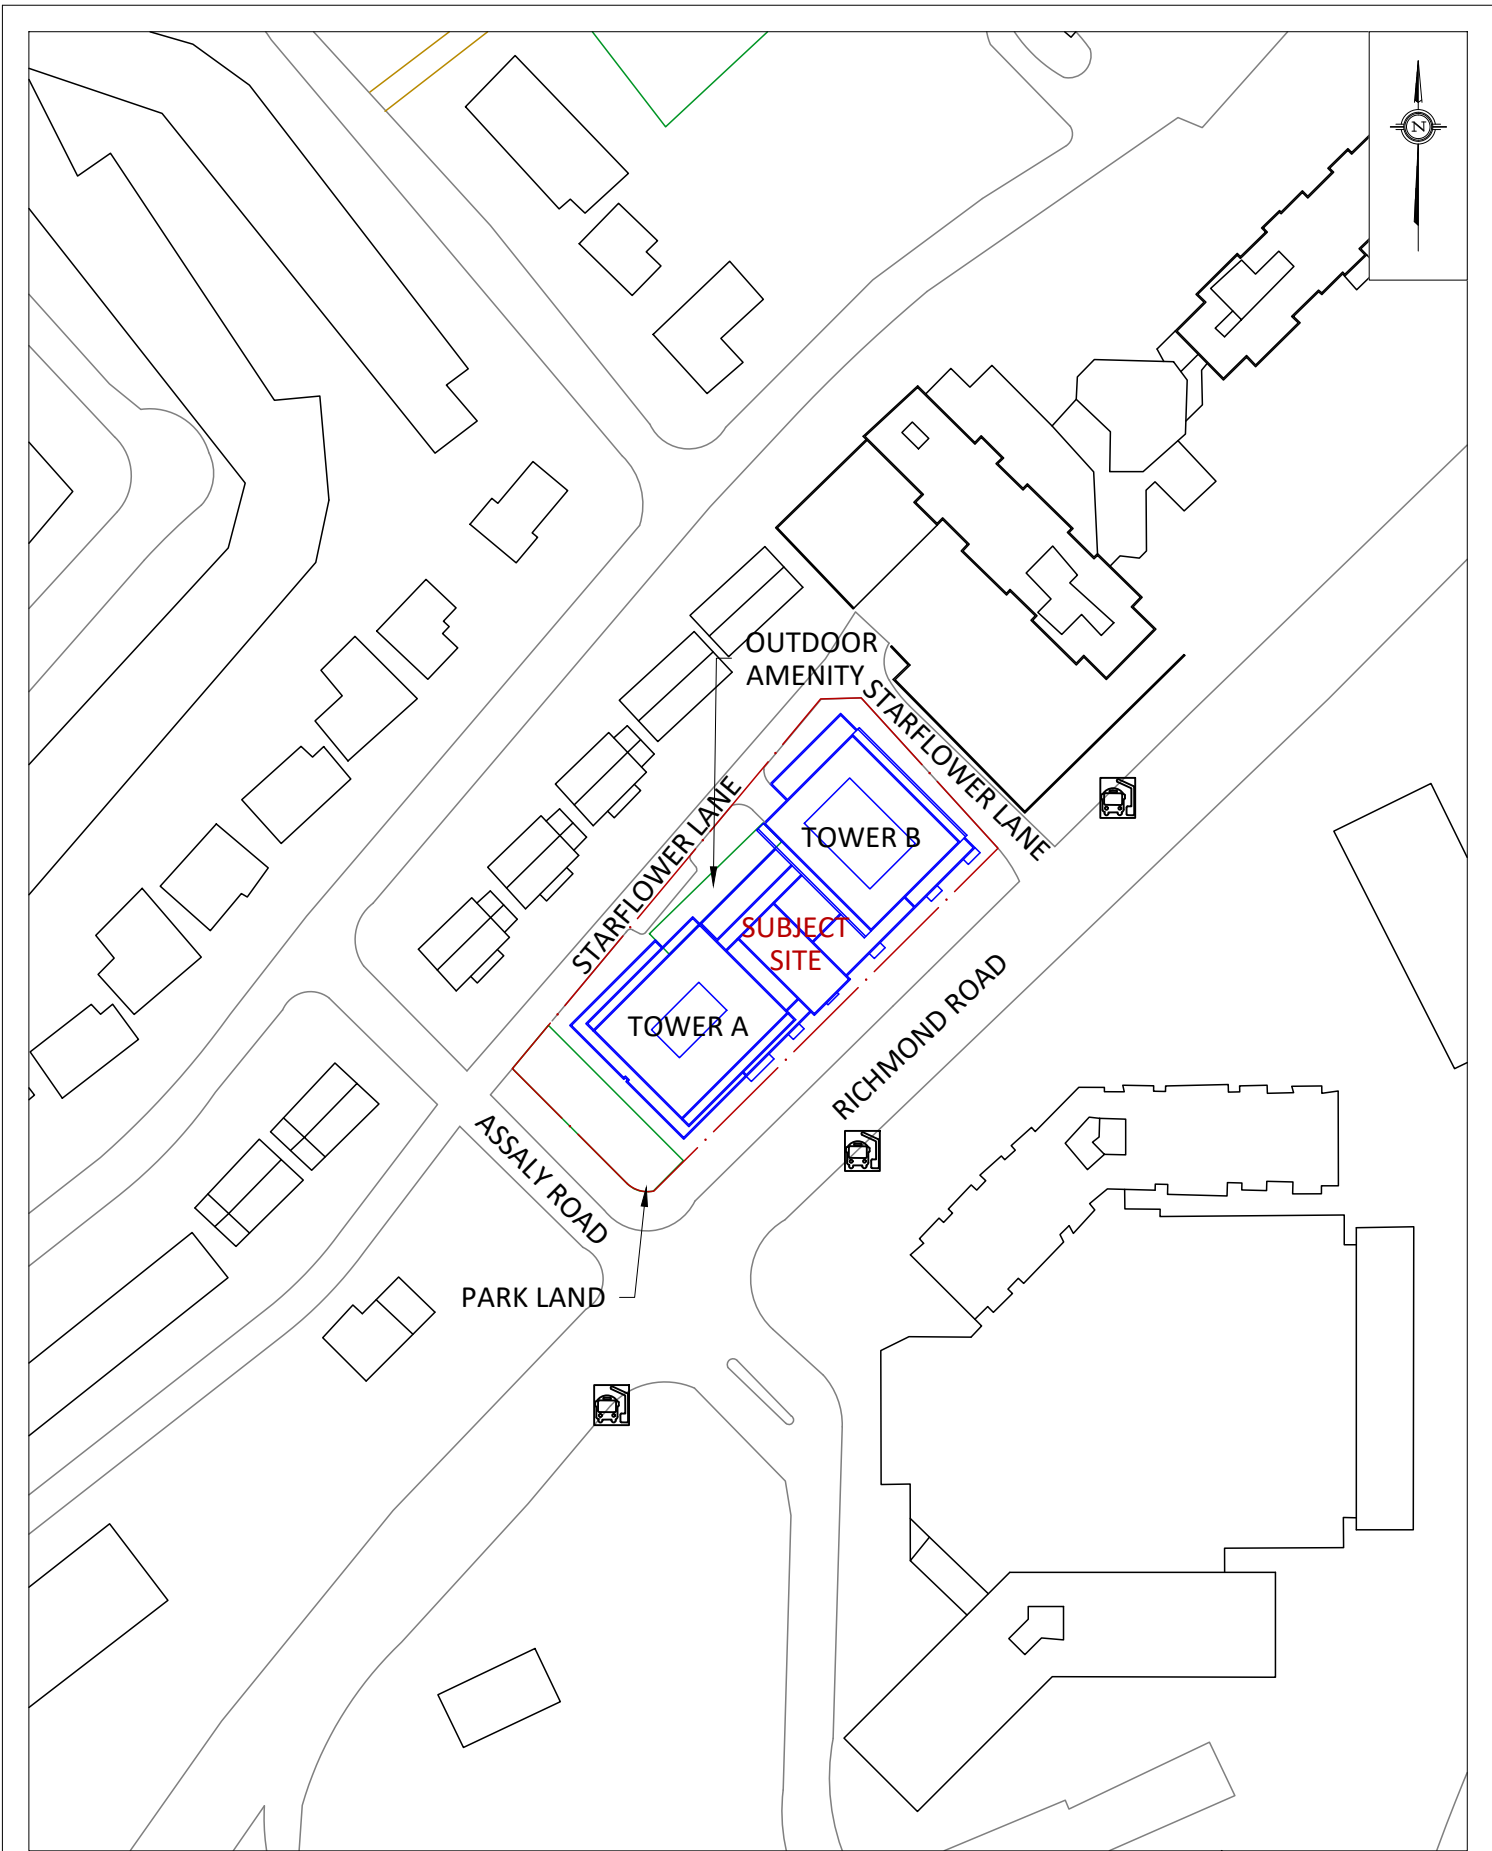 N
OUTDOOR
AMENITY
STARFLOWER LANE
STARFLOWER LANE
TOWER B
SUBJECT
SITE
TOWER A
RICHMOND ROAD
ASSALY ROAD
PARK LAND